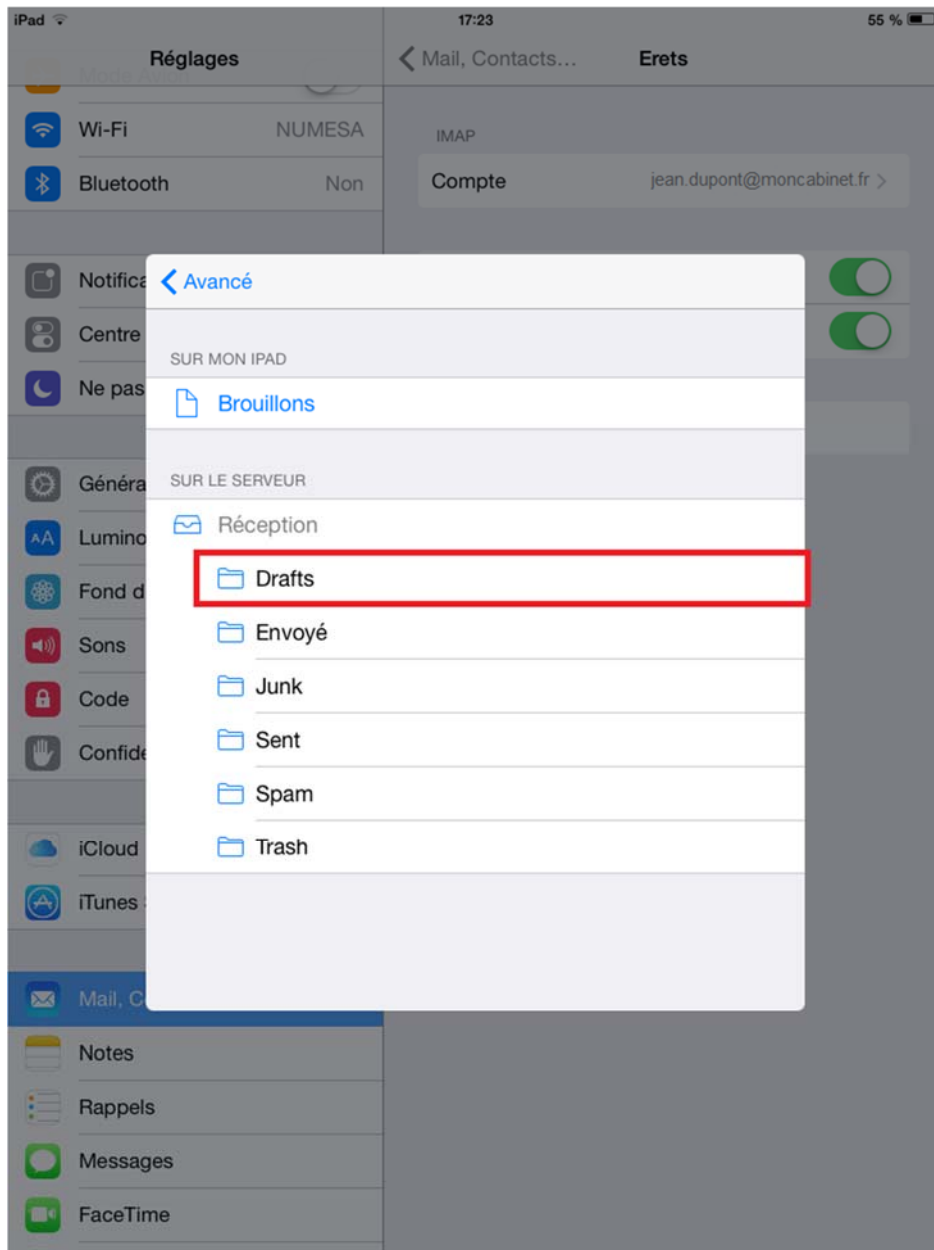 iPad 17:23 55 %
Réglages
Mail, Contacts... Erets
Mode Avion
Wi-Fi NUMESA
Bluetooth Non
IMAP
Compte jean.dupont@moncabinet.fr
Notifica
Centre
Ne pas
Généra
Lumino
Fond d
Sons
Code
Confide
iCloud
iTunes
Mail, C
Notes
Rappels
Messages
FaceTime
Avancé
SUR MON IPAD
Brouillons
SUR LE SERVEUR
Réception
Drafts
Envoyé
Junk
Sent
Spam
Trash